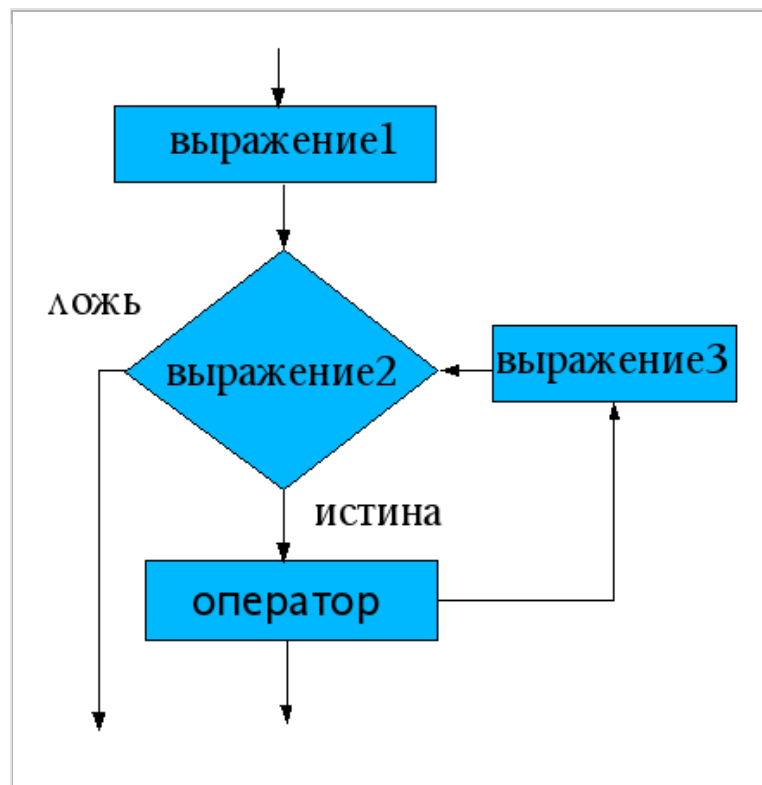 выражение1
ложь
выражение2
выражение3
истина
оператор